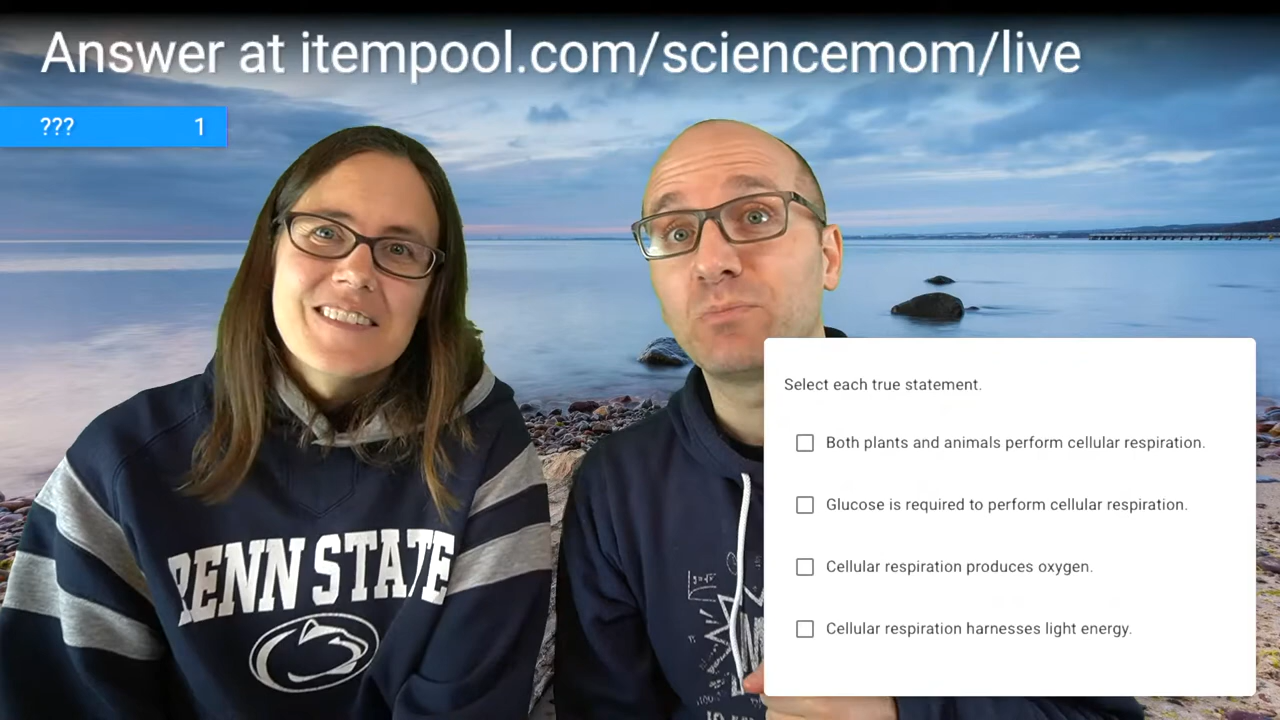 Answer at itempool.com/sciencemom/live
??? 1
Select each true statement.
Both plants and animals perform cellular respiration.
Glucose is required to perform cellular respiration.
Cellular respiration produces oxygen.
Cellular respiration harnesses light energy.
PENN STATE